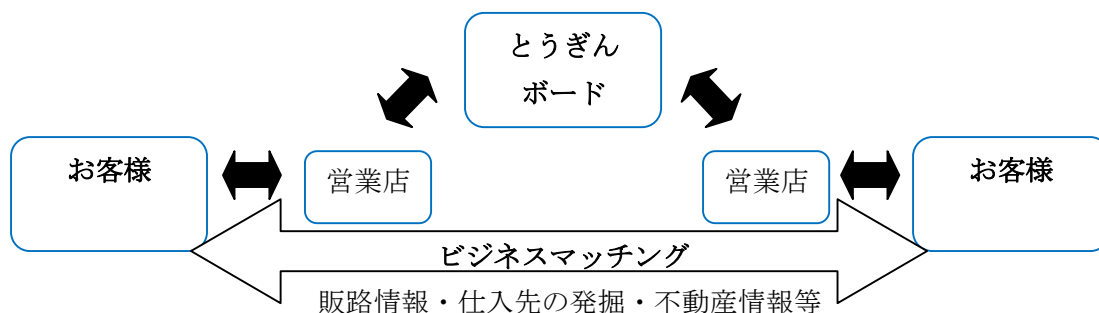 とうぎん
ボード
お客様
営業店
営業店
お客様
ビジネスマッチング
販路情報・仕入先の発掘・不動産情報等